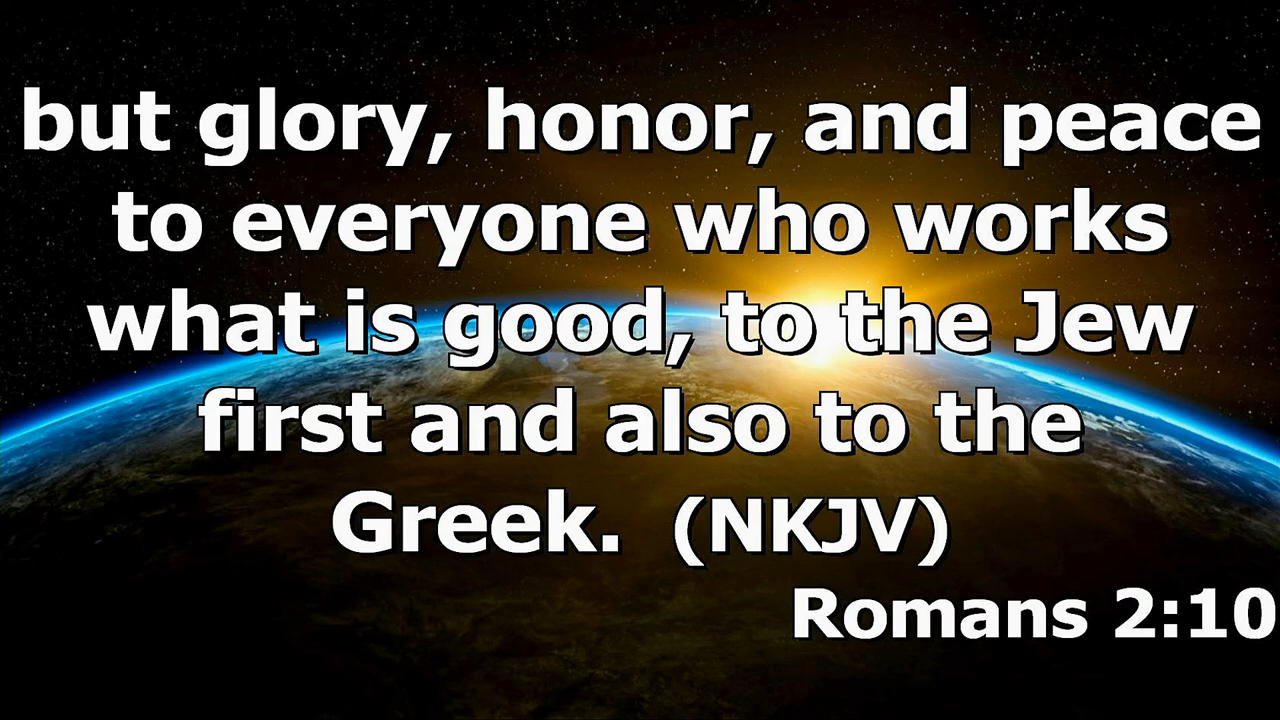 but glory, honor, and peace
to everyone who works
what is good, to the Jew
first and also to the
Greek.  (NKJV)
Romans 2:10